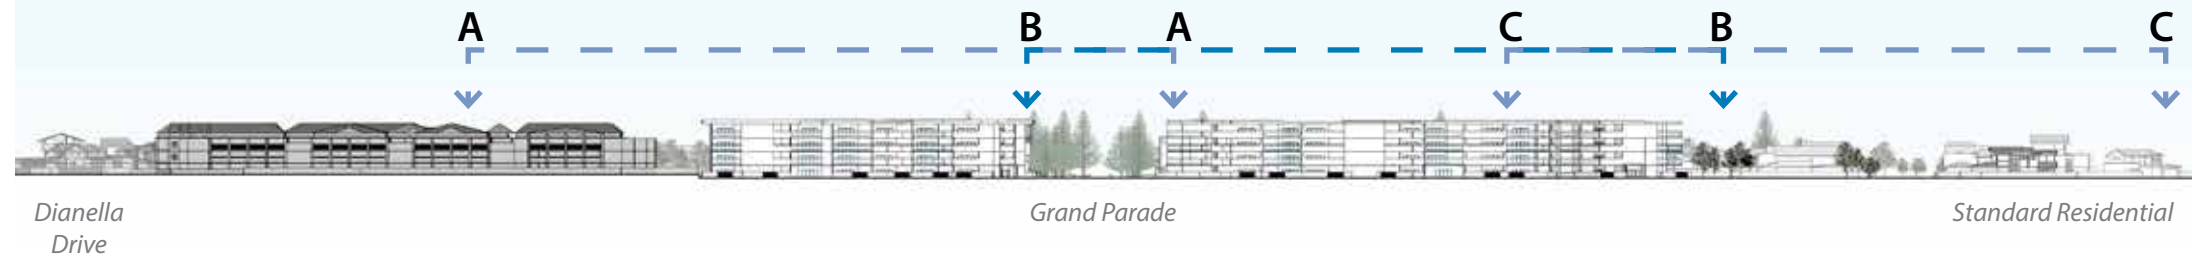 A B A C B C
Dianella Grand Parade Standard Residential
Drive